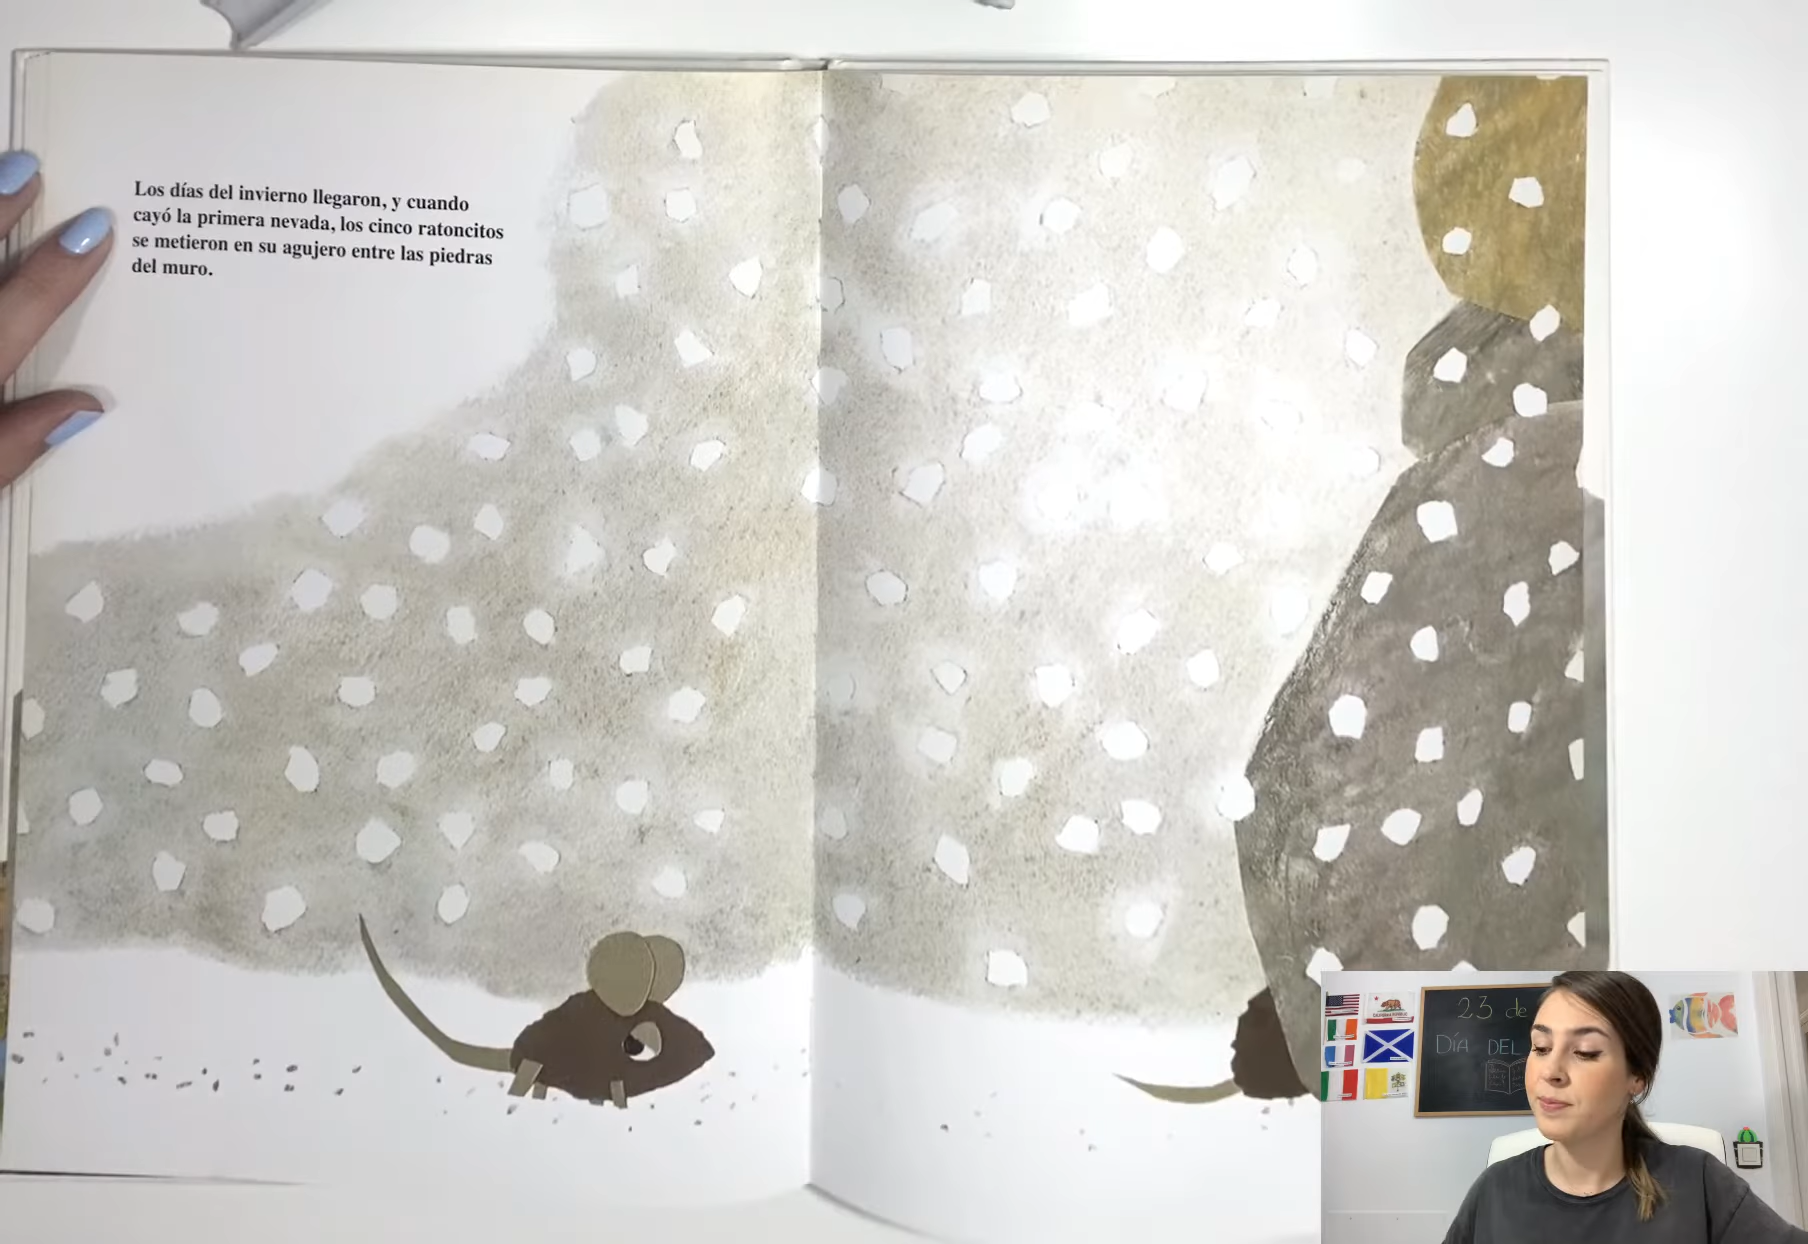 Los días del invierno llegaron, y cuando
cayó la primera nevada, los cinco ratoncitos
se metieron en su agujero entre las piedras
del muro.
23 de
DÍA DEL